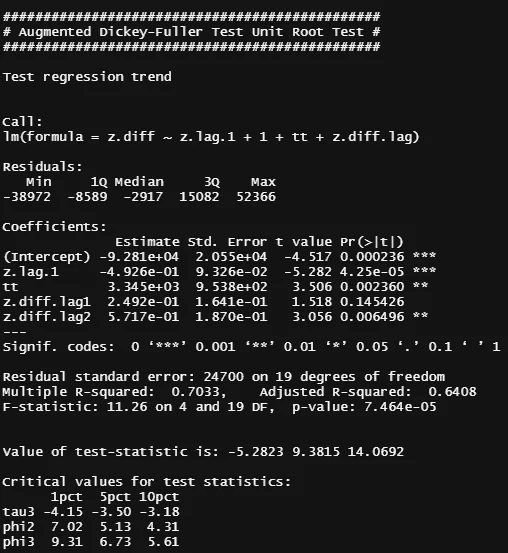 ###############################################
# Augmented Dickey-Fuller Test Unit Root Test #
###############################################
Test regression trend
Call:
lm(formula = z.diff ~ z.lag.1 + 1 + tt + z.diff.lag)
Residuals:
   Min     1Q Median     3Q    Max
-38972  -8589  -2917  15082  52366
Coefficients:
              Estimate Std. Error t value Pr(>|t|)
(Intercept) -9.281e+04  2.055e+04  -4.517 0.000236 ***
z.lag.1     -4.926e-01  9.326e-02  -5.282 4.25e-05 ***
tt           3.345e+03  9.538e+02   3.506 0.002360 **
z.diff.lag1  2.492e-01  1.641e-01   1.518 0.145426
z.diff.lag2  5.717e-01  1.870e-01   3.056 0.006496 **
---
Signif. codes:  0 ‘***’ 0.001 ‘**’ 0.01 ‘*’ 0.05 ‘.’ 0.1 ‘ ’ 1
Residual standard error: 24700 on 19 degrees of freedom
Multiple R-squared:  0.7033,    Adjusted R-squared:  0.6408
F-statistic: 11.26 on 4 and 19 DF,  p-value: 7.464e-05
Value of test-statistic is: -5.2823 9.3815 14.0692
Critical values for test statistics:
      1pct  5pct 10pct
tau3 -4.15 -3.50 -3.18
phi2  7.02  5.13  4.31
phi3  9.31  6.73  5.61